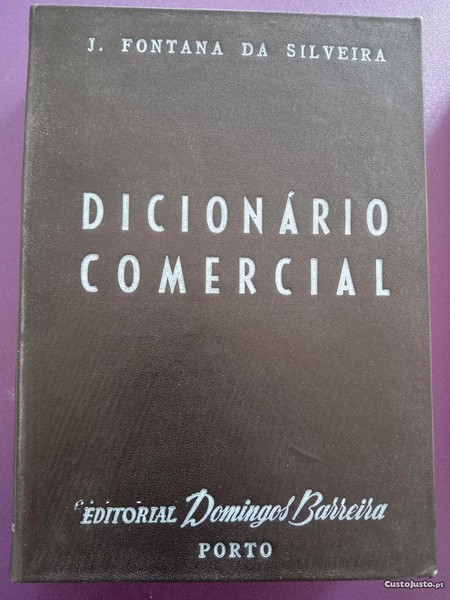 J. FONTANA DA SILVEIRA
DICIONÁRIO
COMERCIAL
EDITORIAL Domingos Barreira
PORTO
CustoJusto.pt